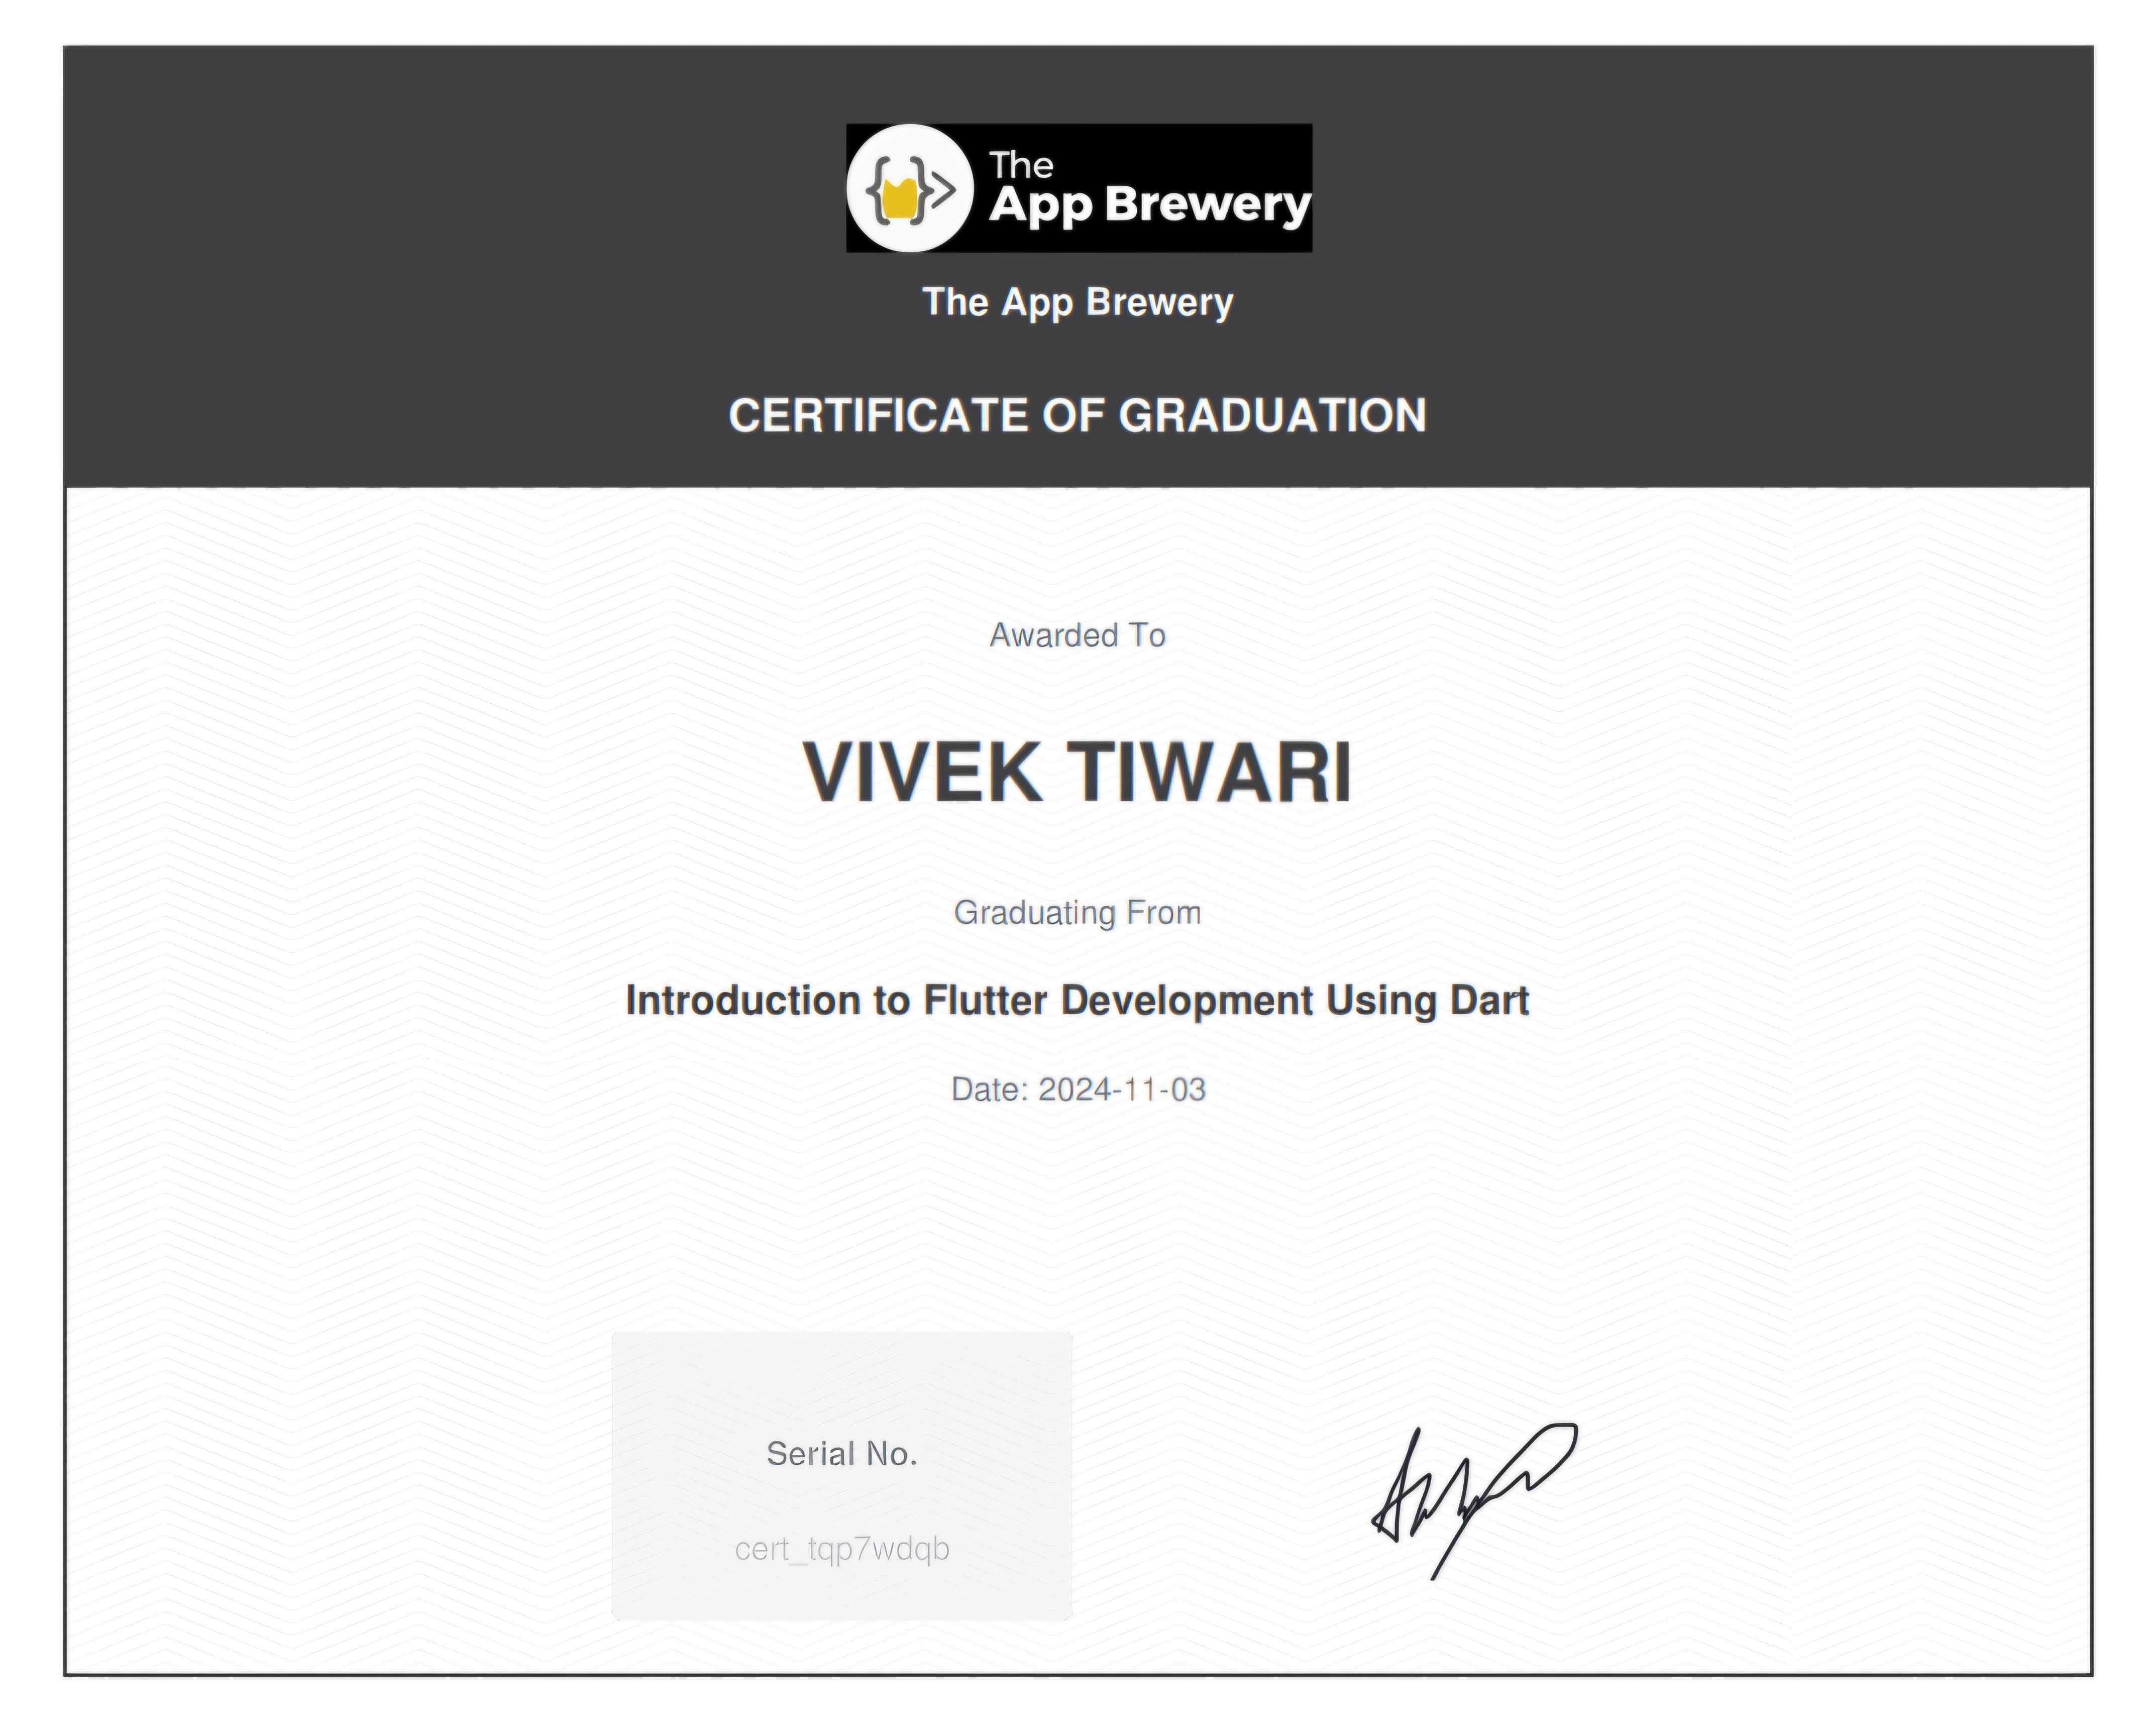 The
App Brewery
The App Brewery
CERTIFICATE OF GRADUATION
Awarded To
VIVEK TIWARI
Graduating From
Introduction to Flutter Development Using Dart
Date: 2024-11-03
Serial No.
cert_tqp7wdqb